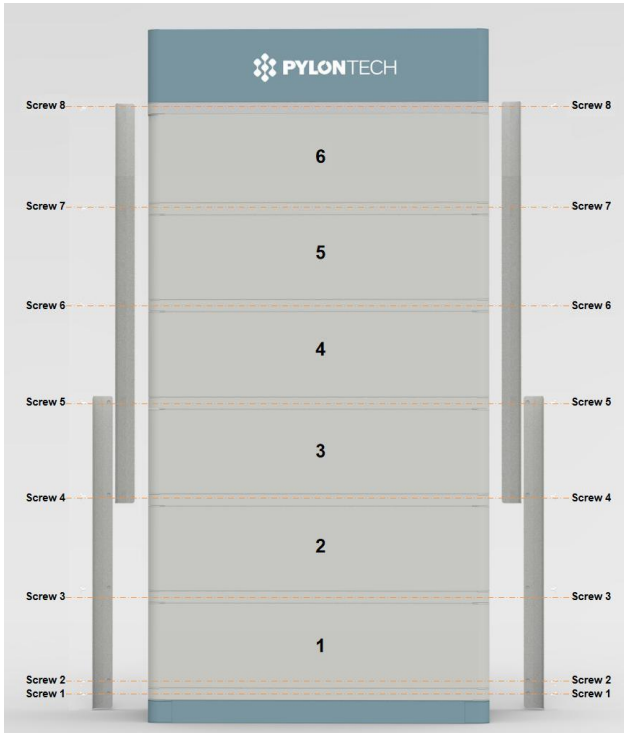 PYLONTECH
Screw 8 Screw 8
6
Screw 7 Screw 7
5
Screw 6 Screw 6
4
Screw 5 Screw 5
3
Screw 4 Screw 4
2
Screw 3 Screw 3
1
Screw 2 Screw 2
Screw 1 Screw 1